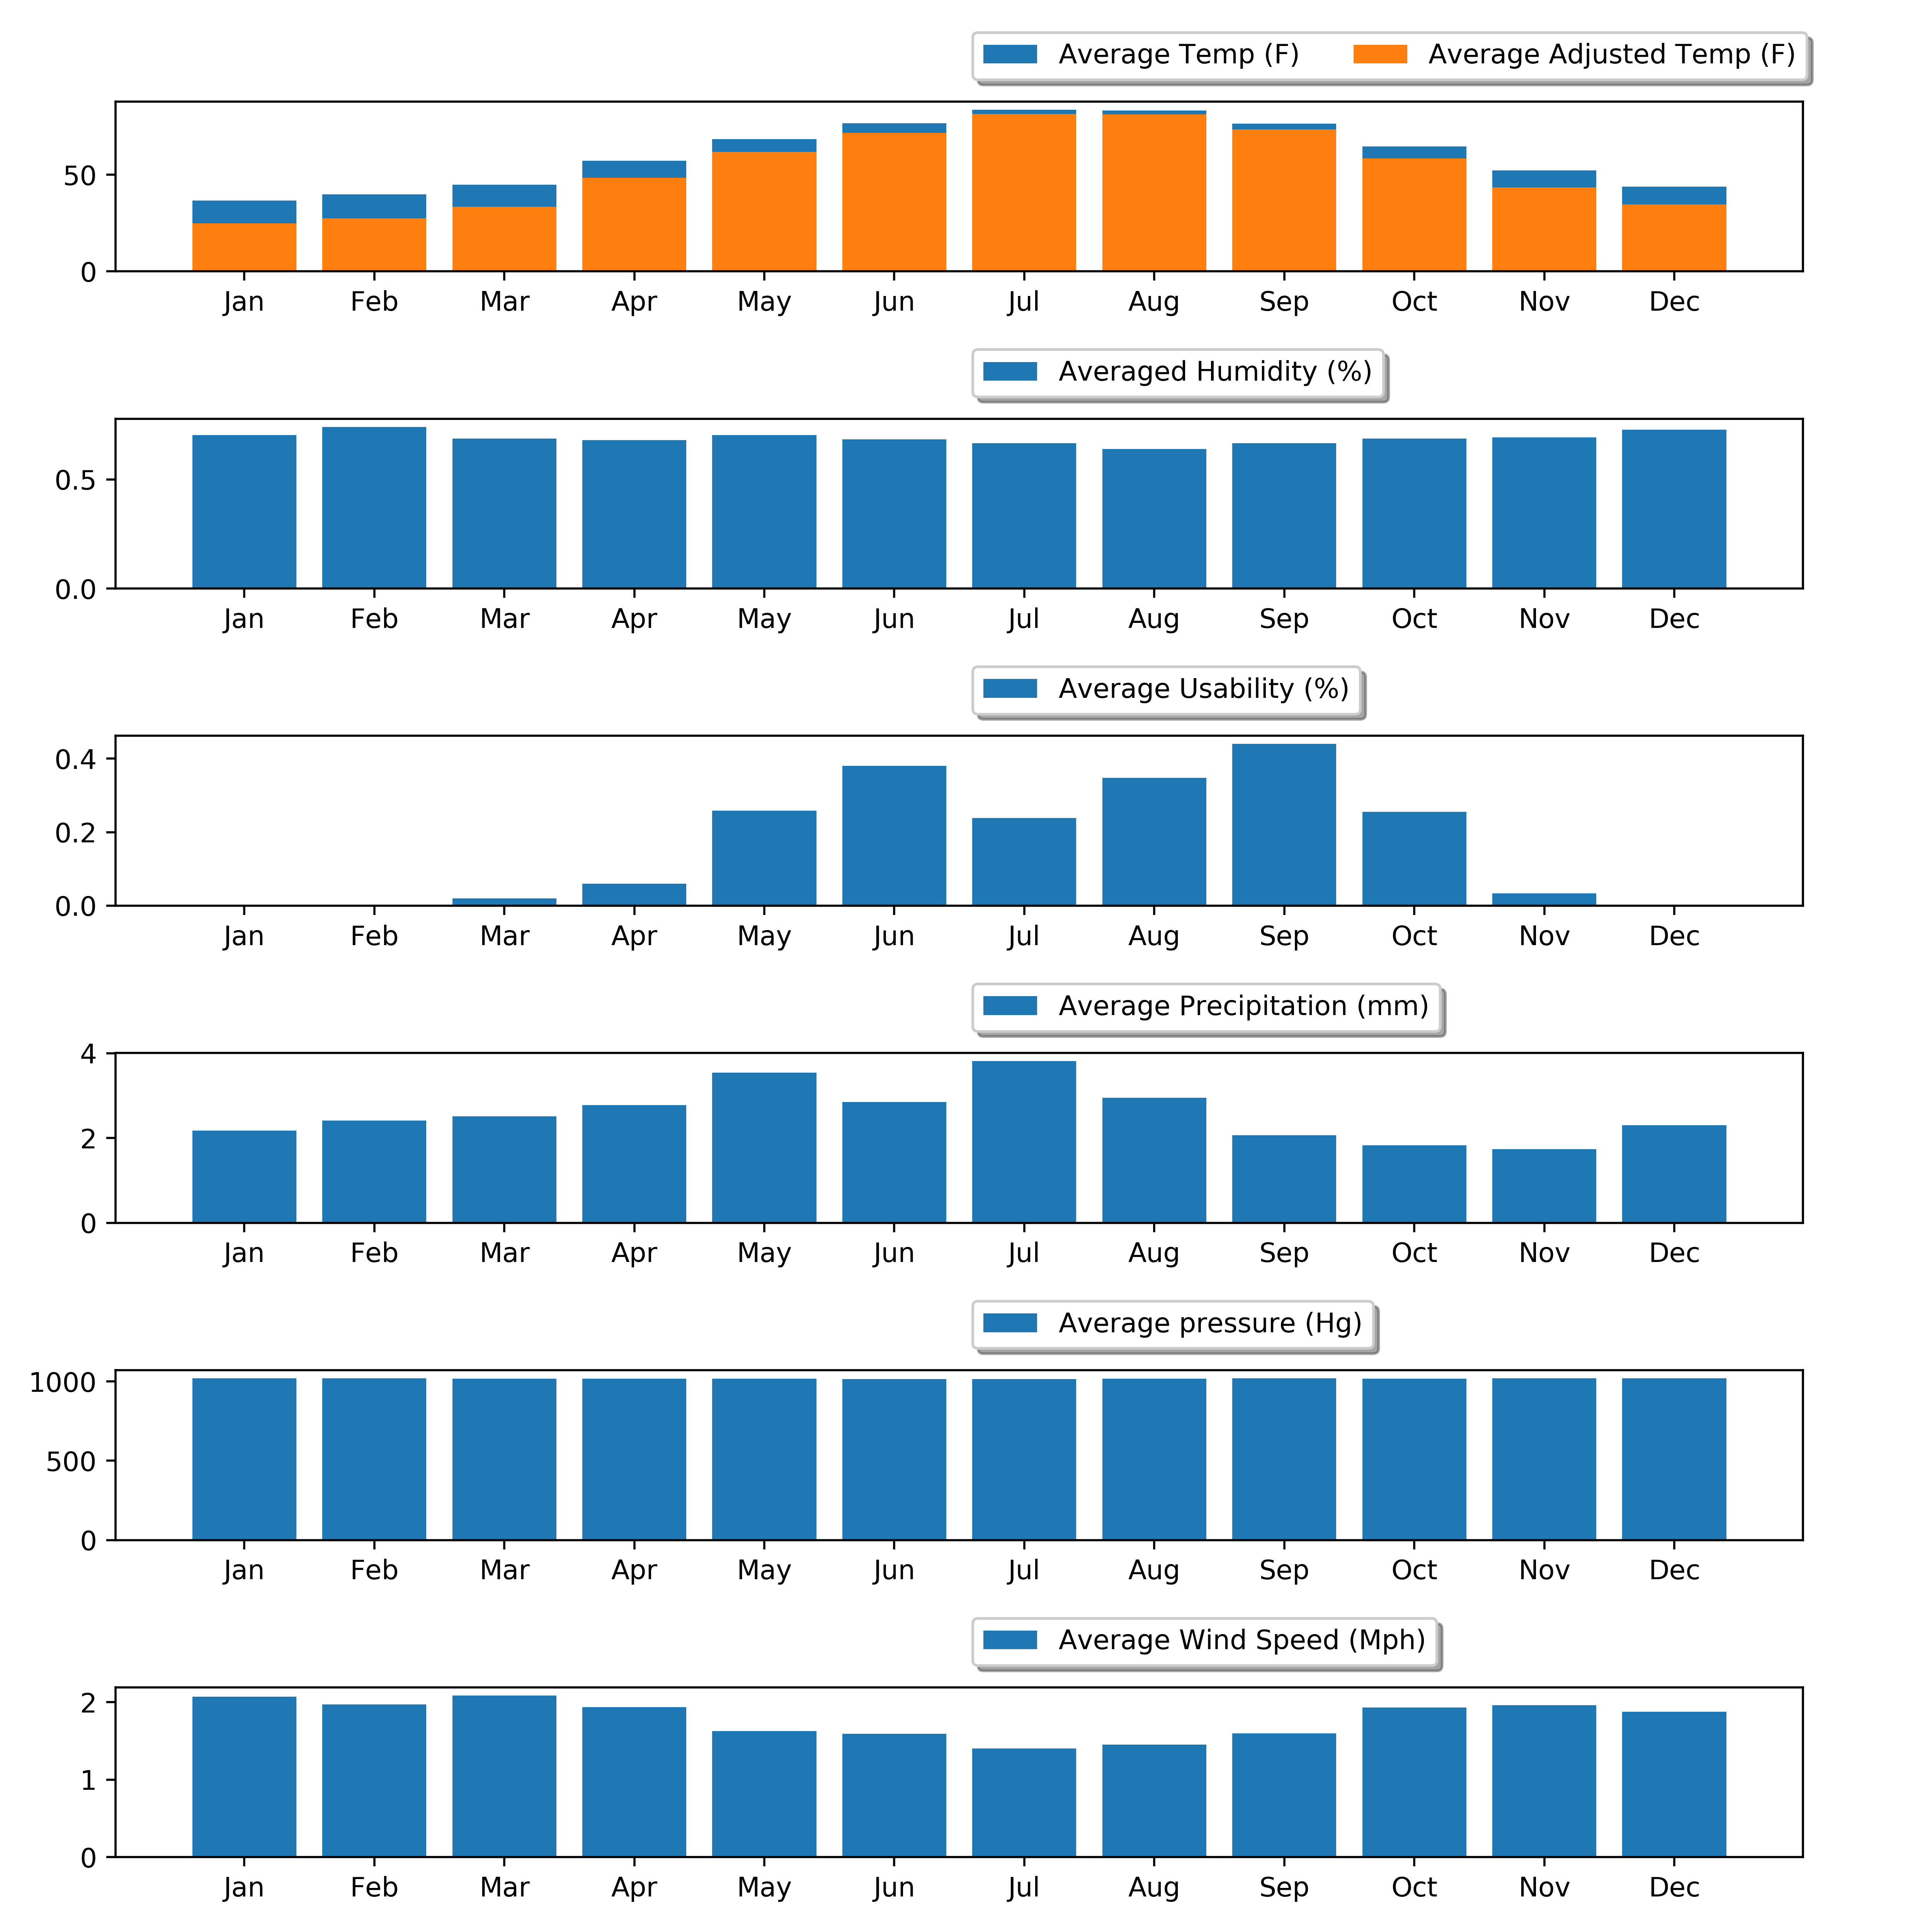 Average Temp (F) Average Adjusted Temp (F)
50
0
Jan Feb Mar Apr May Jun Jul Aug Sep Oct Nov Dec
Averaged Humidity (%)
0.5
0.0
Jan Feb Mar Apr May Jun Jul Aug Sep Oct Nov Dec
Average Usability (%)
0.4
0.2
0.0
Jan Feb Mar Apr May Jun Jul Aug Sep Oct Nov Dec
Average Precipitation (mm)
4
2
0
Jan Feb Mar Apr May Jun Jul Aug Sep Oct Nov Dec
Average pressure (Hg)
1000
500
0
Jan Feb Mar Apr May Jun Jul Aug Sep Oct Nov Dec
Average Wind Speed (Mph)
2
1
0
Jan Feb Mar Apr May Jun Jul Aug Sep Oct Nov Dec